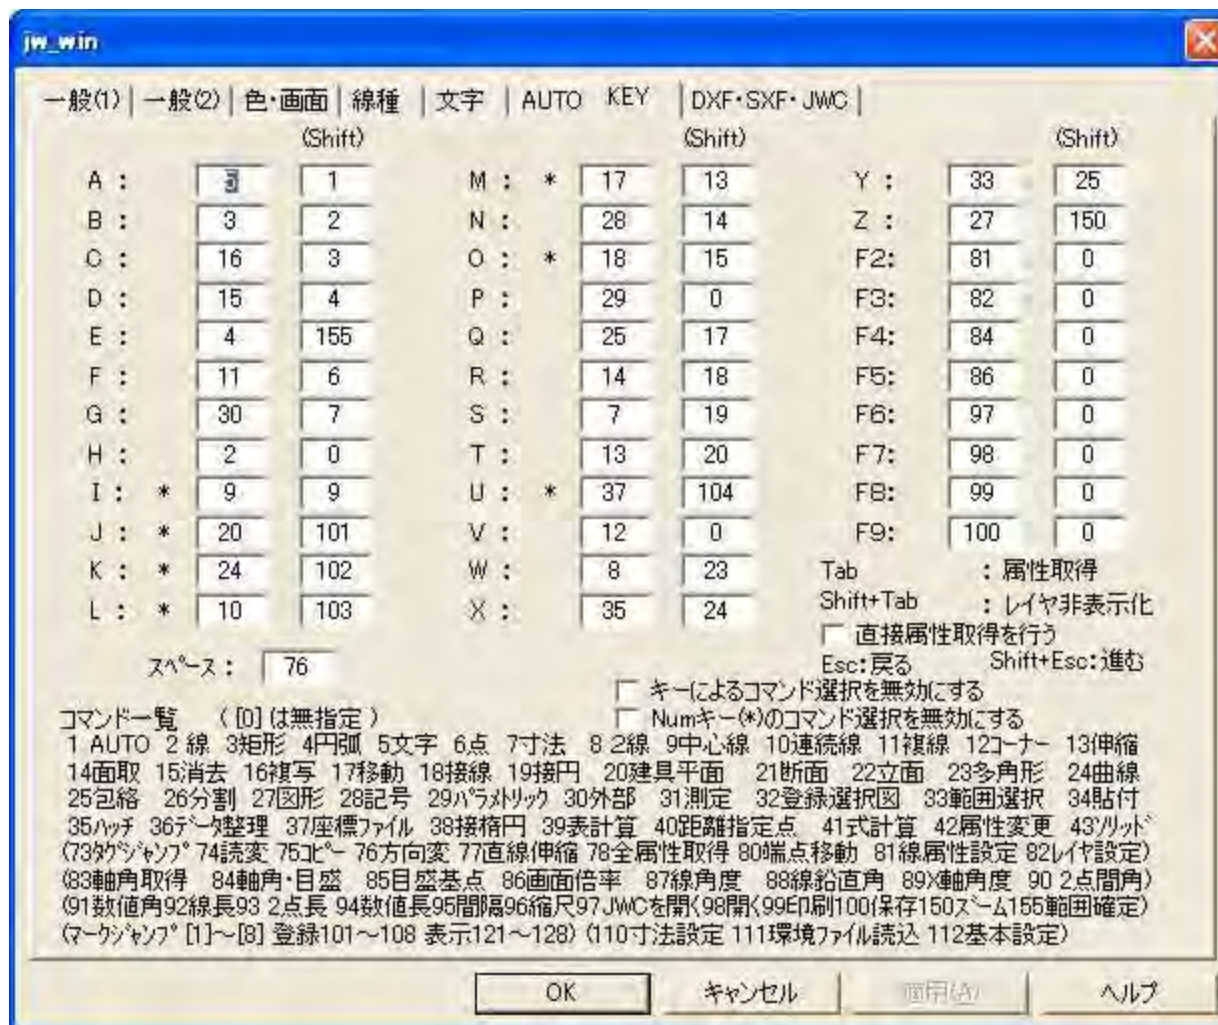 jw_win
一般(1) 一般(2) 色・画面 線種 文字 AUTO KEY DXF・SXF・JWC
(Shift) (Shift) (Shift)
A : 5 1 M : * 17 13 Y : 33 25
B : 3 2 N : 28 14 Z : 27 150
C : 16 3 O : * 18 15 F2: 81 0
D : 15 4 P : 29 0 F3: 82 0
E : 4 155 Q : 25 17 F4: 84 0
F : 11 6 R : 14 18 F5: 86 0
G : 30 7 S : 7 19 F6: 97 0
H : 2 0 T : 13 20 F7: 98 0
I : * 9 9 U : * 37 104 F8: 99 0
J : * 20 101 V : 12 0 F9: 100 0
K : * 24 102 W : 8 23 Tab : 属性取得
L : * 10 103 X : 35 24 Shift+Tab : レイヤ非表示化
直接属性取得を行う
スペース : 76 Esc:戻る Shift+Esc:進む
キーによるコマンド選択を無効にする
コマンド一覧 ( [0] は無指定 ) Numキー(*)のコマンド選択を無効にする
1 AUTO 2 線 3矩形 4円弧 5文字 6点 7寸法 8 2線 9中心線 10連続線 11複線 12コーナー 13伸縮
14面取 15消去 16複写 17移動 18接線 19接円 20建具平面 21断面 22立面 23多角形 24曲線
25包絡 26分割 27図形 28記号 29パラメトリック 30外部 31測定 32登録選択図 33範囲選択 34貼付
35ハッチ 36データ整理 37座標ファイル 38接楕円 39表計算 40距離指定点 41式計算 42属性変更 43ソリッド
(73タグジャンプ 74読変 75コピー 76方向変 77直線伸縮 78全属性取得 80端点移動 81線属性設定 82レイヤ設定)
(83軸角取得 84軸角・目盛 85目盛基点 86画面倍率 87線角度 88線鉛直角 89X軸角度 90 2点間角)
(91数値角92線長93 2点長 94数値長95間隔96縮尺97JWCを開く98開く99印刷100保存150ズーム155範囲確定)
(マークジャンプ [1]～[8] 登録101～108 表示121～128) (110寸法設定 111環境ファイル読込 112基本設定)
OK キャンセル 適用(A) ヘルプ